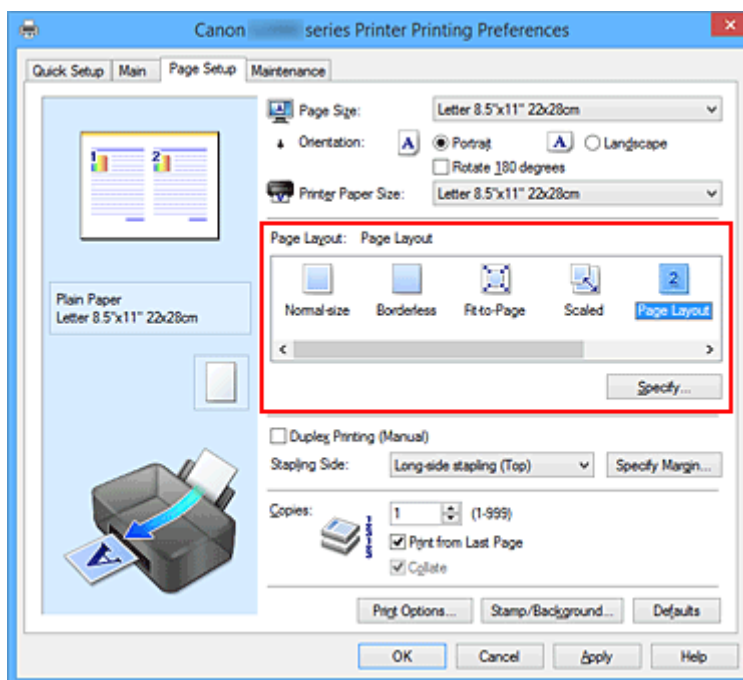 Canon series Printer Printing Preferences
Quick Setup Main Page Setup Maintenance
1 2
Plain Paper
Letter 8.5"x11" 22x28cm
Page Size: Letter 8.5"x11" 22x28cm
Orientation: A Portrait A Landscape
Rotate 180 degrees
Printer Paper Size: Letter 8.5"x11" 22x28cm
Page Layout: Page Layout
2
Normal-size Borderless Fit-to-Page Scaled Page Layout
Specify...
Duplex Printing (Manual)
Stapling Side: Long-side stapling (Top) Specify Margin...
Copies: 1 (1-999)
Print from Last Page
Collate
A
Print Options... Stamp/Background... Defaults
OK Cancel Apply Help